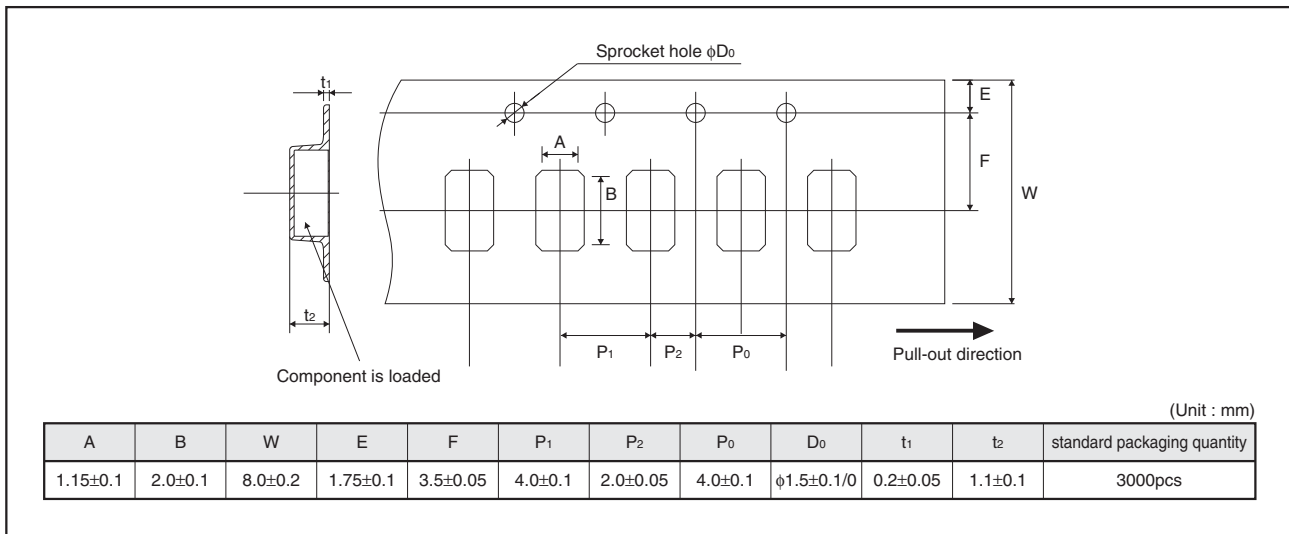 Sprocket hole φD0
t1
E
A
F
B
W
t2
P1
P2
P0
Pull-out direction
Component is loaded
(Unit : mm)
A B W E F P1 P2 P0 D0 t1 t2 standard packaging quantity
1.15±0.1 2.0±0.1 8.0±0.2 1.75±0.1 3.5±0.05 4.0±0.1 2.0±0.05 4.0±0.1 φ1.5±0.1/0 0.2±0.05 1.1±0.1 3000pcs